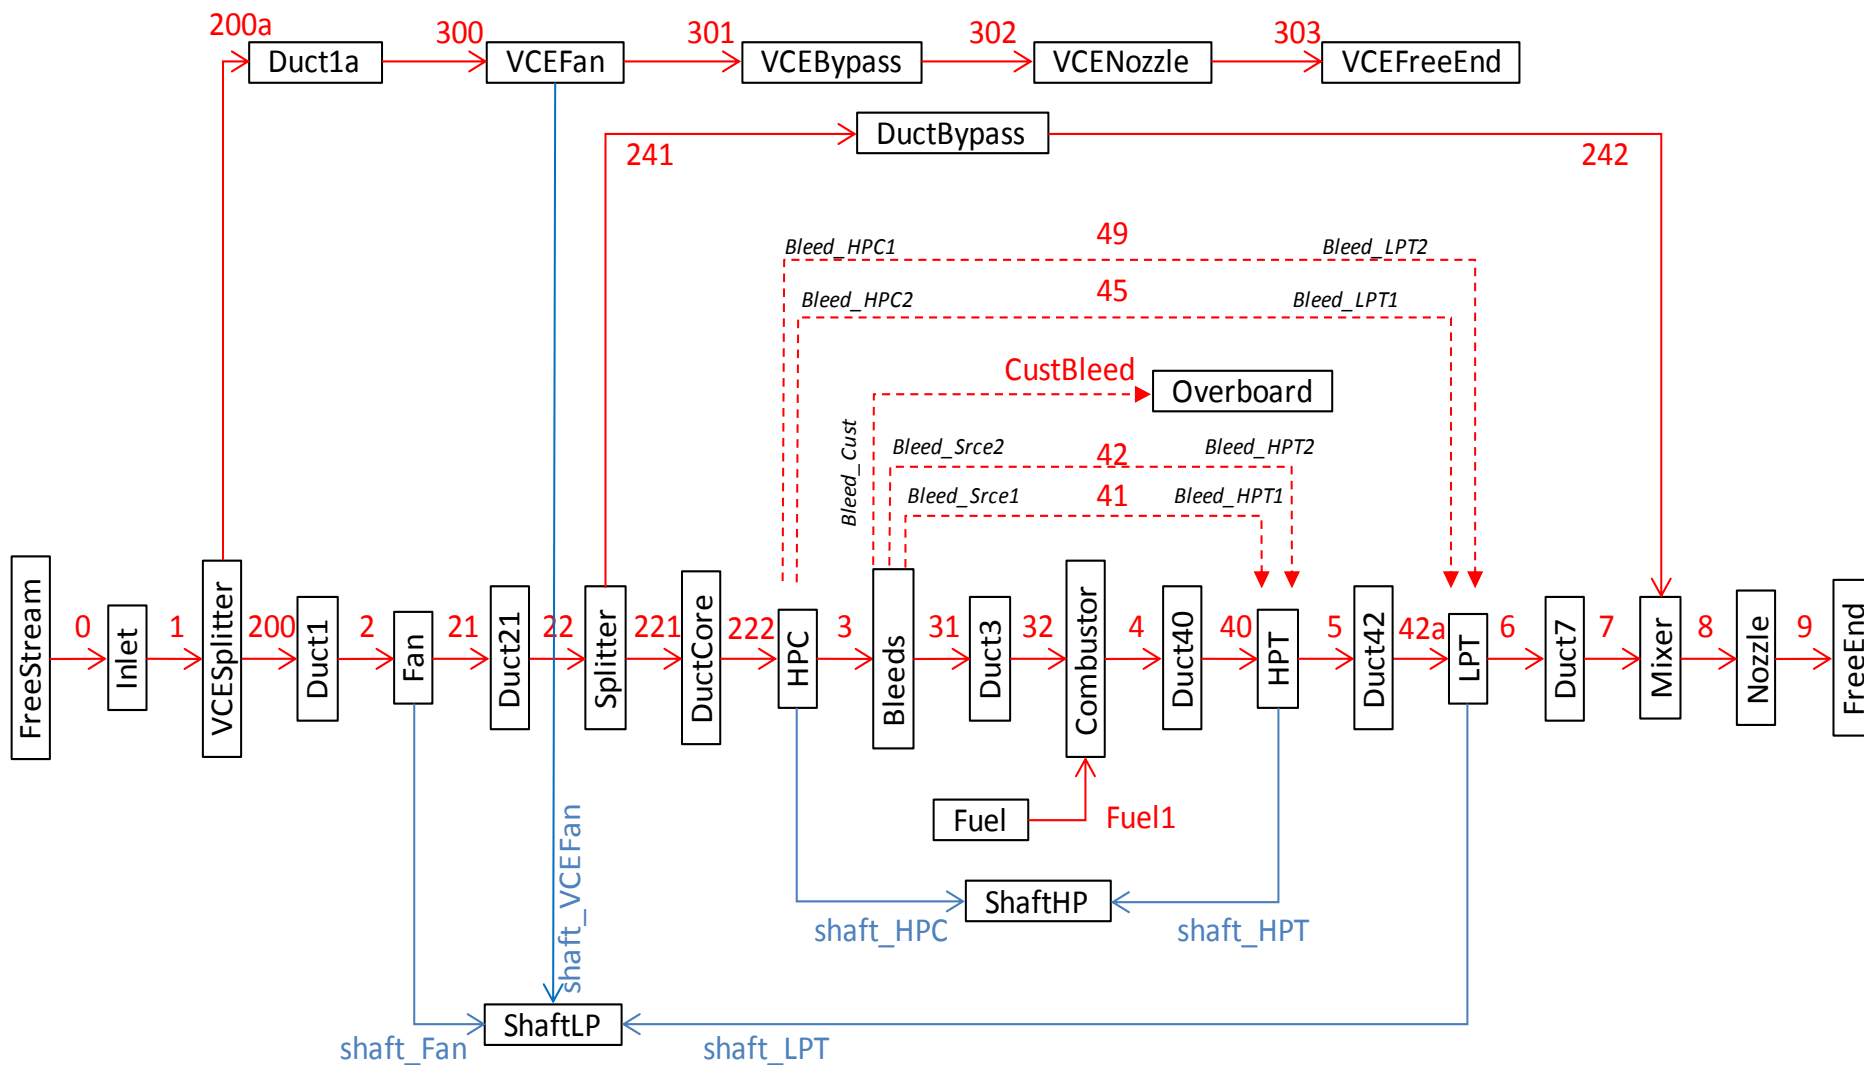 200a
300
301
302
303
Duct1a
VCEFan
VCEBypass
VCENozzle
VCEFreeEnd
DuctBypass
241
242
Bleed_HPC1
49
Bleed_LPT2
Bleed_HPC2
45
Bleed_LPT1
CustBleed
Overboard
Bleed_Cust
Bleed_Srce2
42
Bleed_HPT2
Bleed_Srce1
41
Bleed_HPT1
FreeStream
0
Inlet
1
VCESplitter
200
Duct1
2
Fan
21
Duct21
22
Splitter
221
DuctCore
222
HPC
3
Bleeds
31
Duct3
32
Combustor
4
Duct40
40
HPT
5
Duct42
42a
LPT
6
Duct7
7
Mixer
8
Nozzle
9
FreeEnd
Fuel
Fuel1
shaft_VCEFan
ShaftHP
shaft_HPC
shaft_HPT
ShaftLP
shaft_Fan
shaft_LPT